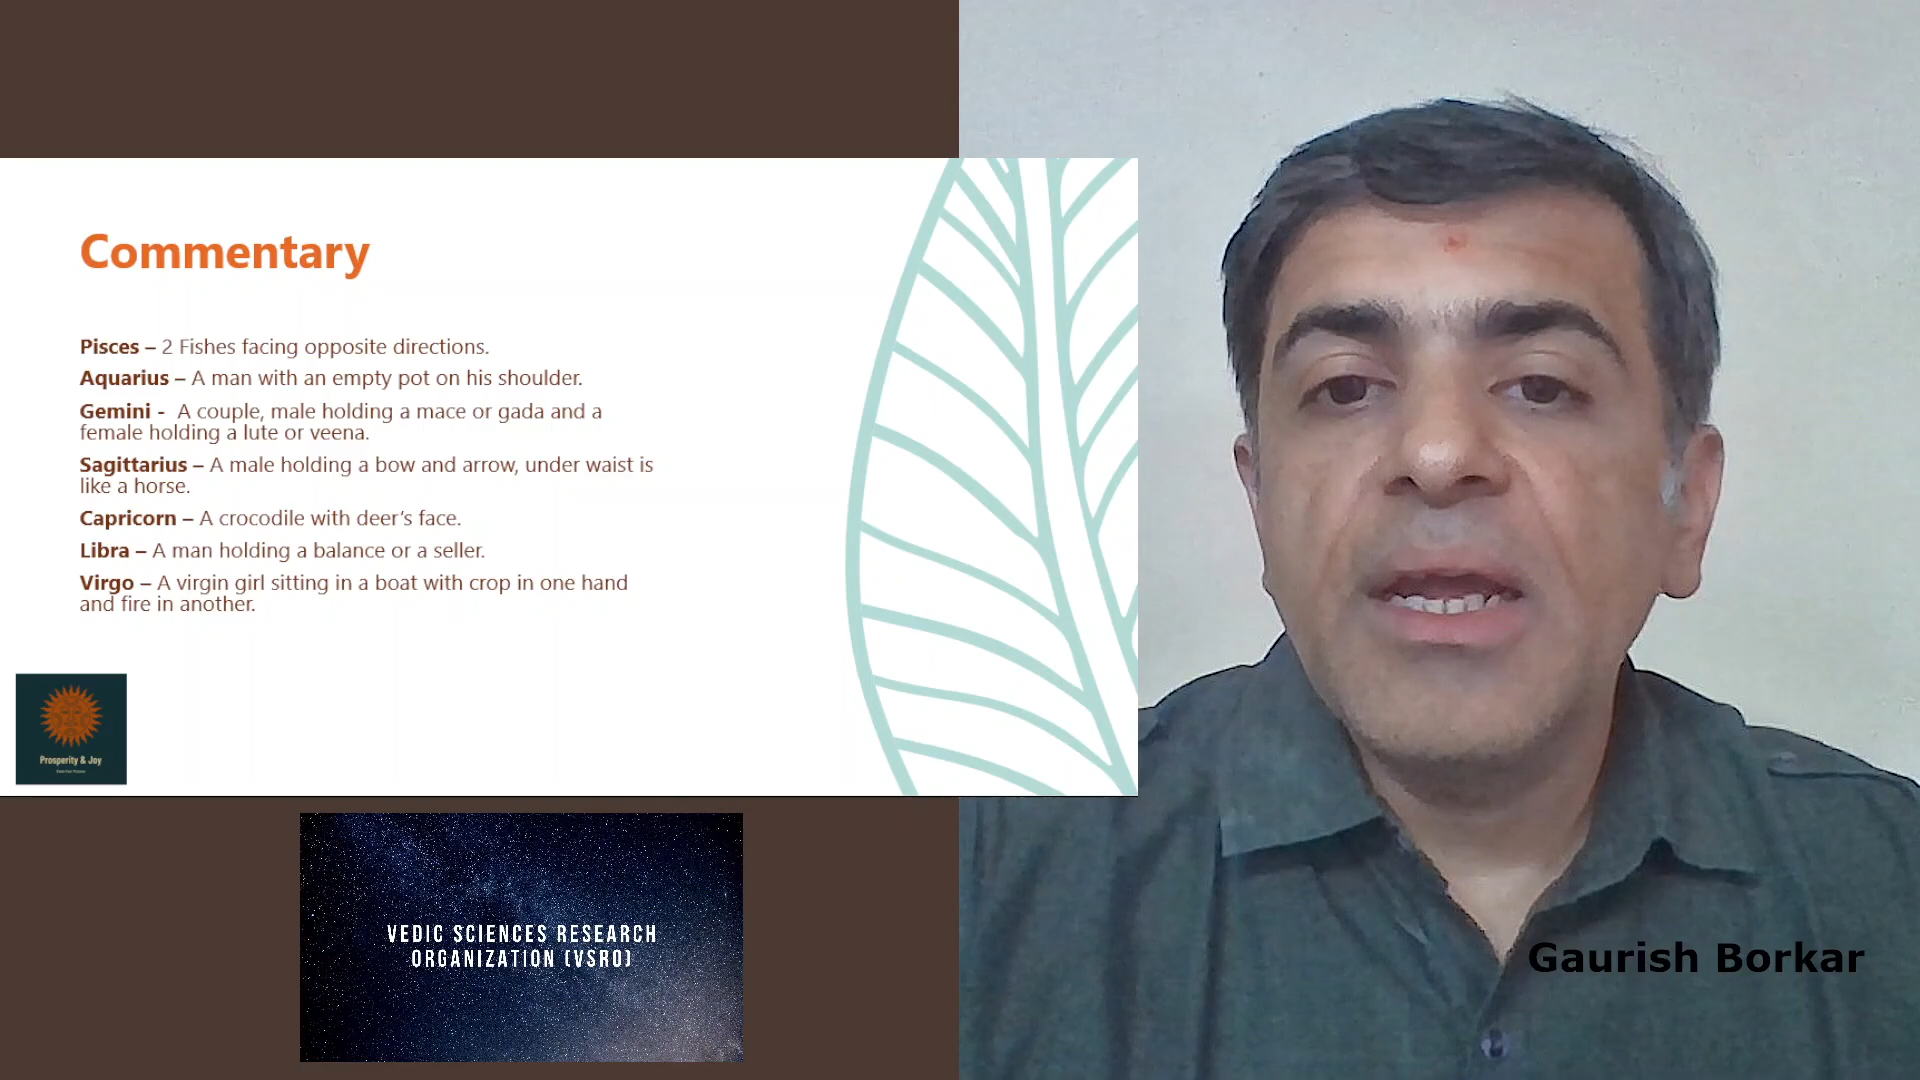 Commentary
Pisces – 2 Fishes facing opposite directions.
Aquarius – A man with an empty pot on his shoulder.
Gemini -  A couple, male holding a mace or gada and a
female holding a lute or veena.
Sagittarius – A male holding a bow and arrow, under waist is
like a horse.
Capricorn – A crocodile with deer’s face.
Libra – A man holding a balance or a seller.
Virgo – A virgin girl sitting in a boat with crop in one hand
and fire in another.
Prosperity & Joy
VEDIC SCIENCES RESEARCH
ORGANIZATION (VSRO)
Gaurish Borkar